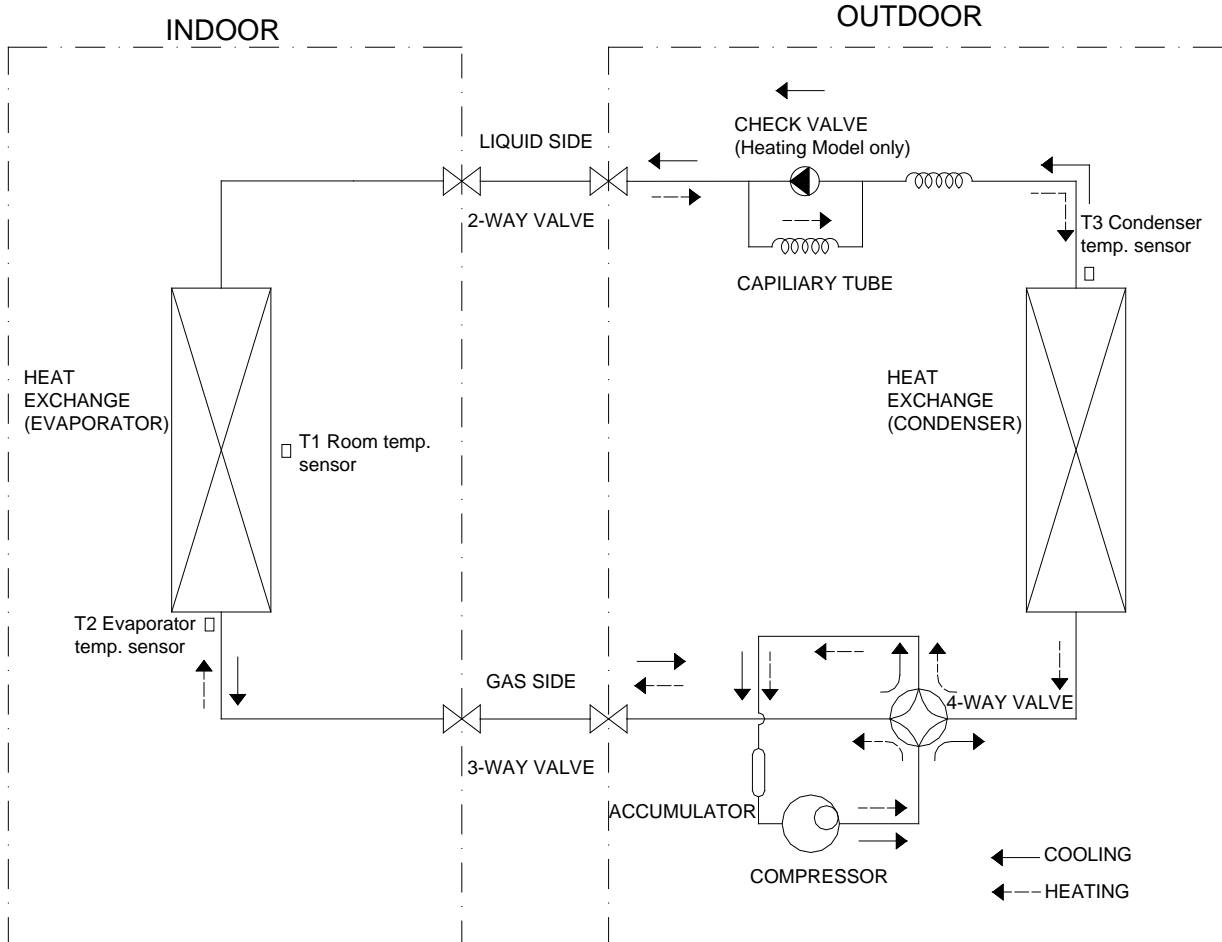 INDOOR
OUTDOOR
LIQUID SIDE
CHECK VALVE
(Heating Model only)
2-WAY VALVE
T3 Condenser
temp. sensor
CAPILIARY TUBE
HEAT
EXCHANGE
(EVAPORATOR)
T1 Room temp.
sensor
HEAT
EXCHANGE
(CONDENSER)
T2 Evaporator
temp. sensor
GAS SIDE
4-WAY VALVE
3-WAY VALVE
ACCUMULATOR
COMPRESSOR
COOLING
HEATING